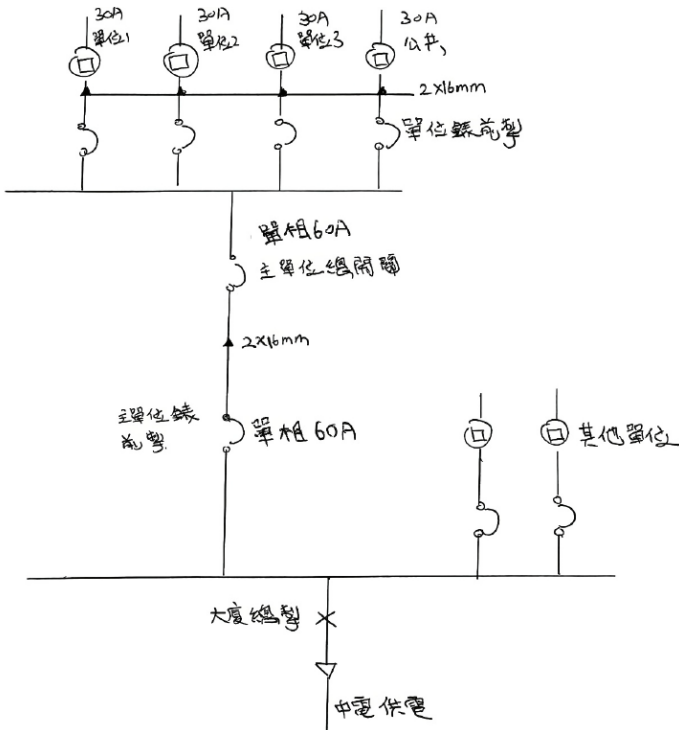 30A
單位1
30A
單位2
30A
單位3
30A
公共
2x16mm
單位錶前掣
單相60A
主單位總開關
2x16mm
主單位錶
前掣
單相60A
其他單位
大廈總掣
中電供電